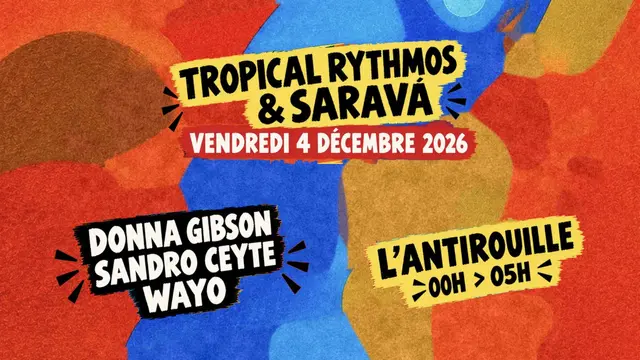 TROPICAL RYTHMOS
& SARAVÁ
VENDREDI 4 DÉCEMBRE 2026
DONNA GIBSON
SANDRO CEYTE
WAYO
L'ANTIROUILLE
00H > 05H